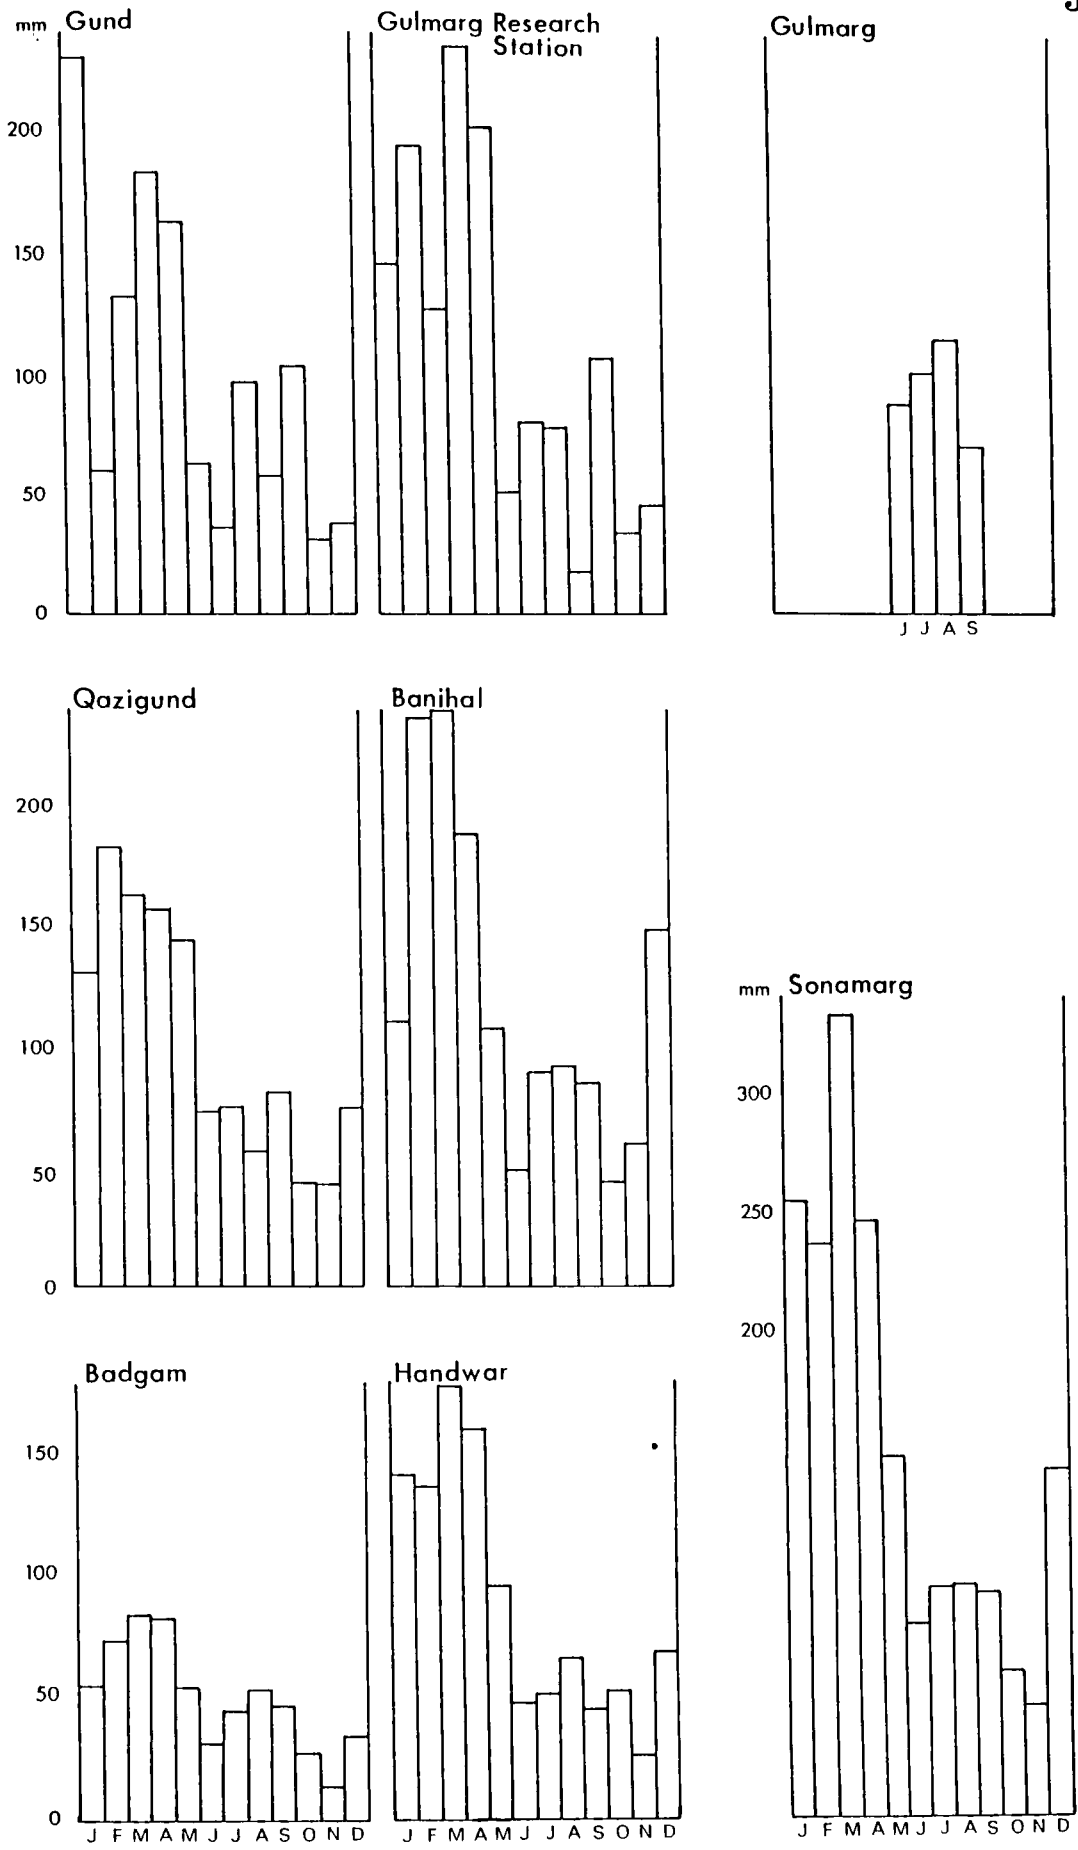 mm Gund
Gulmarg Research
Station
Gulmarg
200
150
100
50
0
J J A S
Qazigund
Banihal
200
150
100
50
0
mm Sonamarg
300
250
200
J F M A M J J A S O N D
Badgam
Handwar
150
100
50
0
J F M A M J J A S O N D
J F M A M J J A S O N D